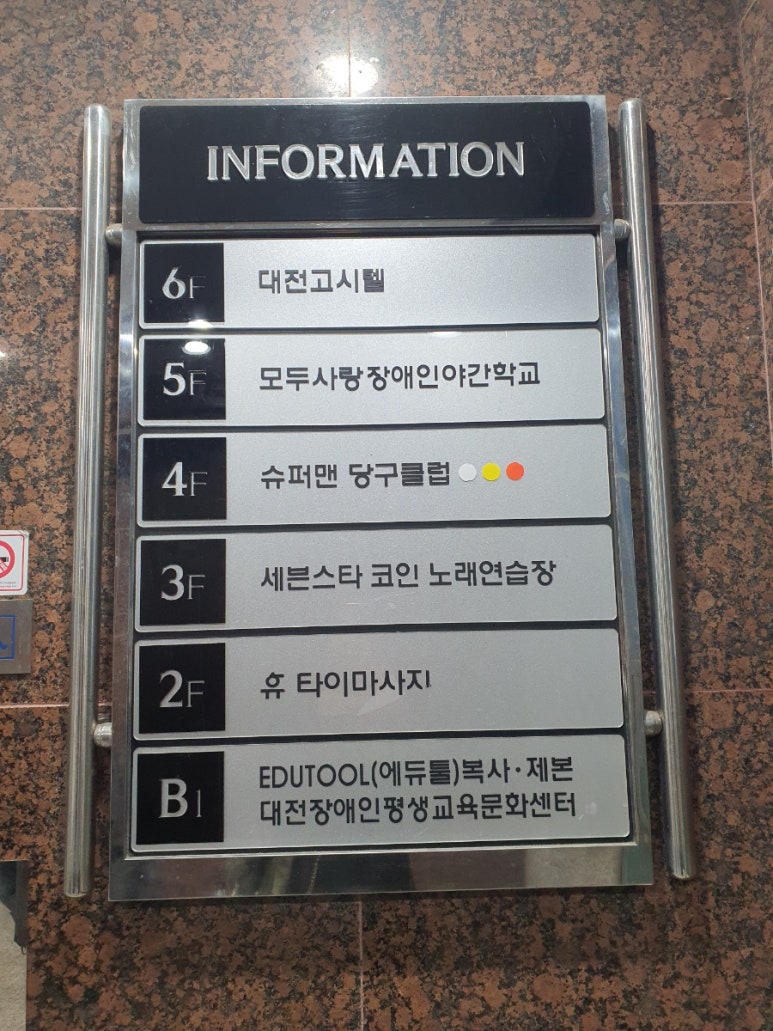 INFORMATION
6F 대전고시텔
5F 모두사랑장애인야간학교
4F 슈퍼맨 당구클럽
3F 세븐스타 코인 노래연습장
2F 휴 타이마사지
B1 EDUTOOL(에듀툴)복사·제본
대전장애인평생교육문화센터